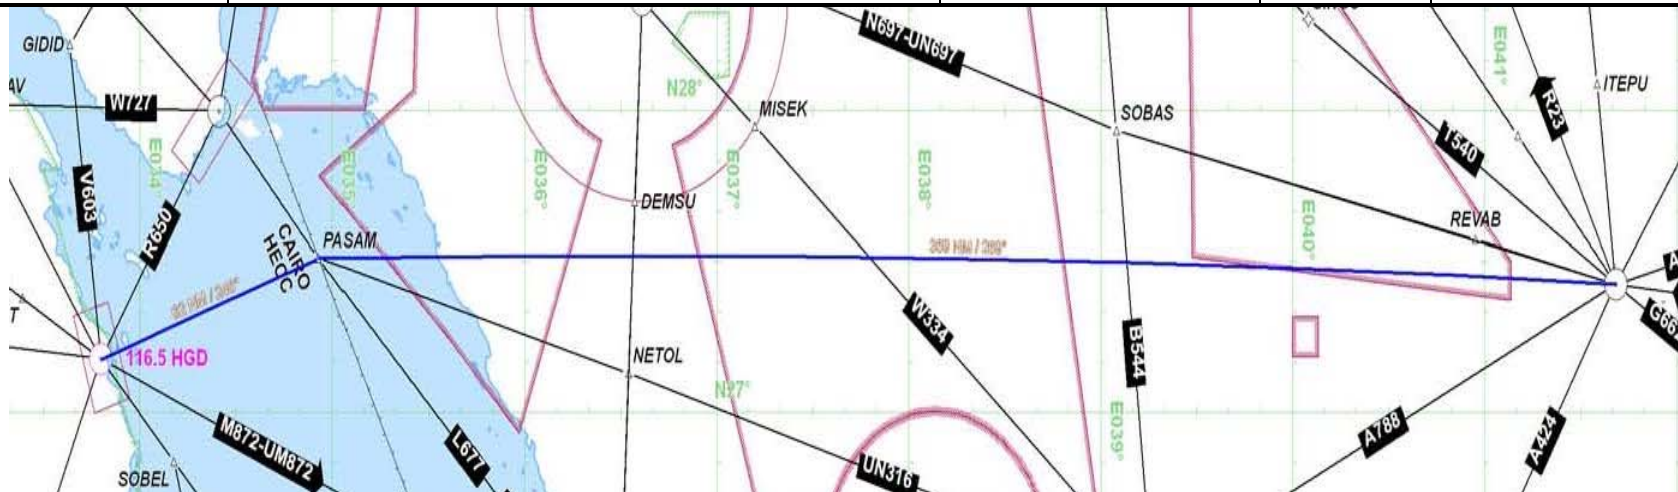 GIDID
AV
W727
V603
R650
E034°
E035°
CAIRO
HECC
PASAM
116.5 HGD
T
SOBEL
M872-UM872
L677
E036°
N28°
MISEK
DEMSU
E037°
NETOL
N27°
N697-UN697
E038°
W334
UN316
SOBAS
B544
E039°
E040°
REVAB
T540
E041°
R23
ITEPU
A788
A424